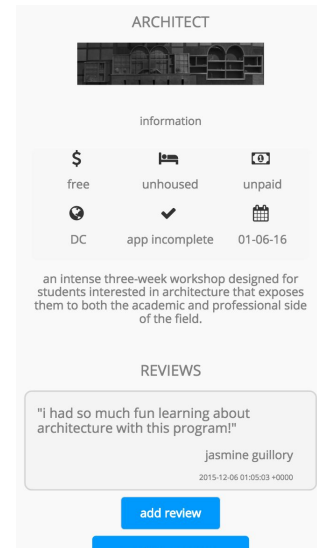 ARCHITECT
information
free unhoused unpaid
DC app incomplete 01-06-16
an intense three-week workshop designed for
students interested in architecture that exposes
them to both the academic and professional side
of the field.
REVIEWS
"i had so much fun learning about
architecture with this program!"
jasmine guillory
2015-12-06 01:05:03 +0000
add review